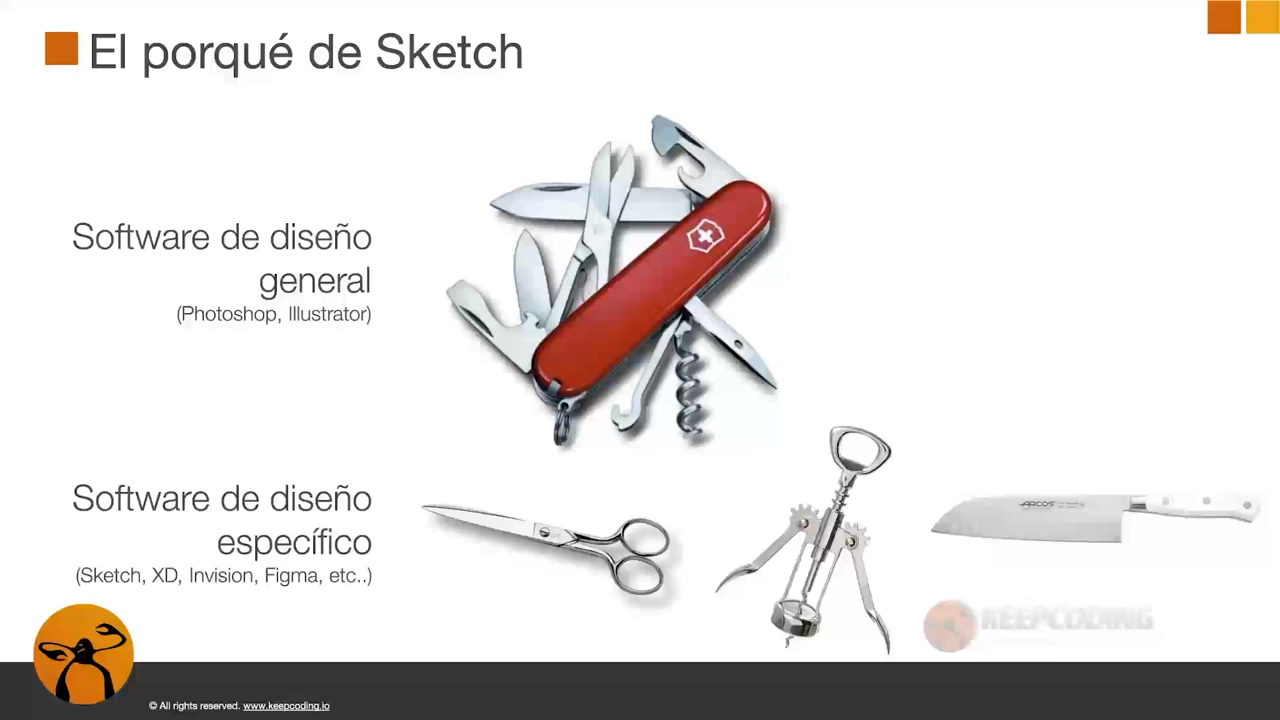 El porqué de Sketch
Software de diseño
general
(Photoshop, Illustrator)
Software de diseño
específico
(Sketch, XD, Invision, Figma, etc..)
ARCOS
KEEPCODING
© All rights reserved. www.keepcoding.io